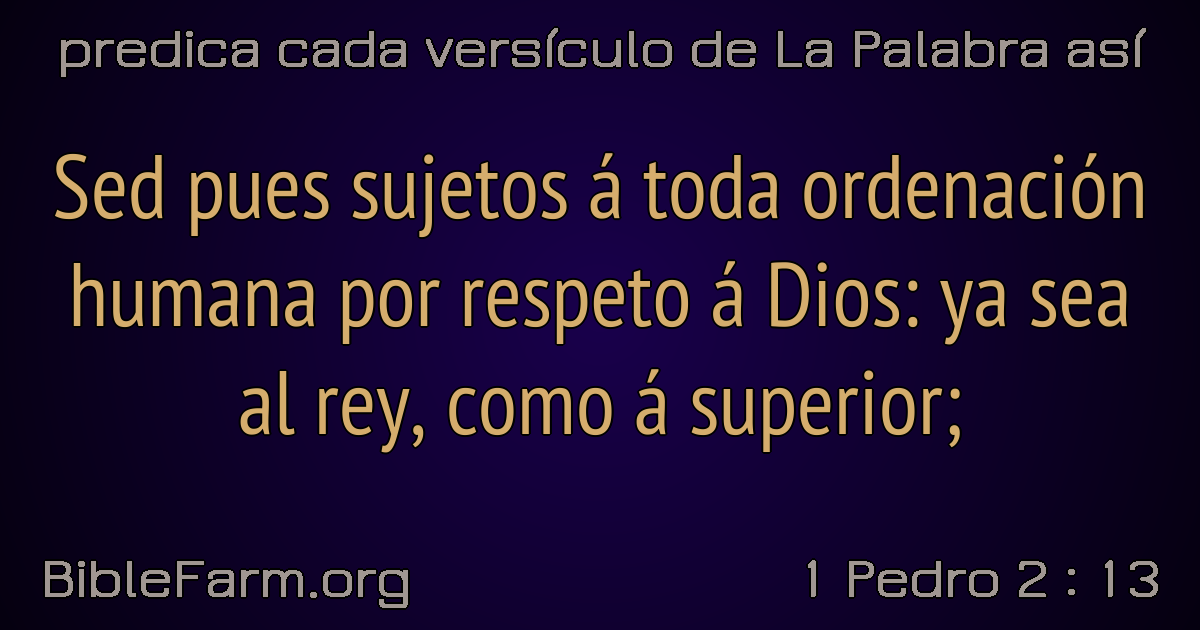 predica cada versículo de La Palabra así
Sed pues sujetos á toda ordenación
humana por respeto á Dios: ya sea
al rey, como á superior;
BibleFarm.org
1 Pedro 2 : 13